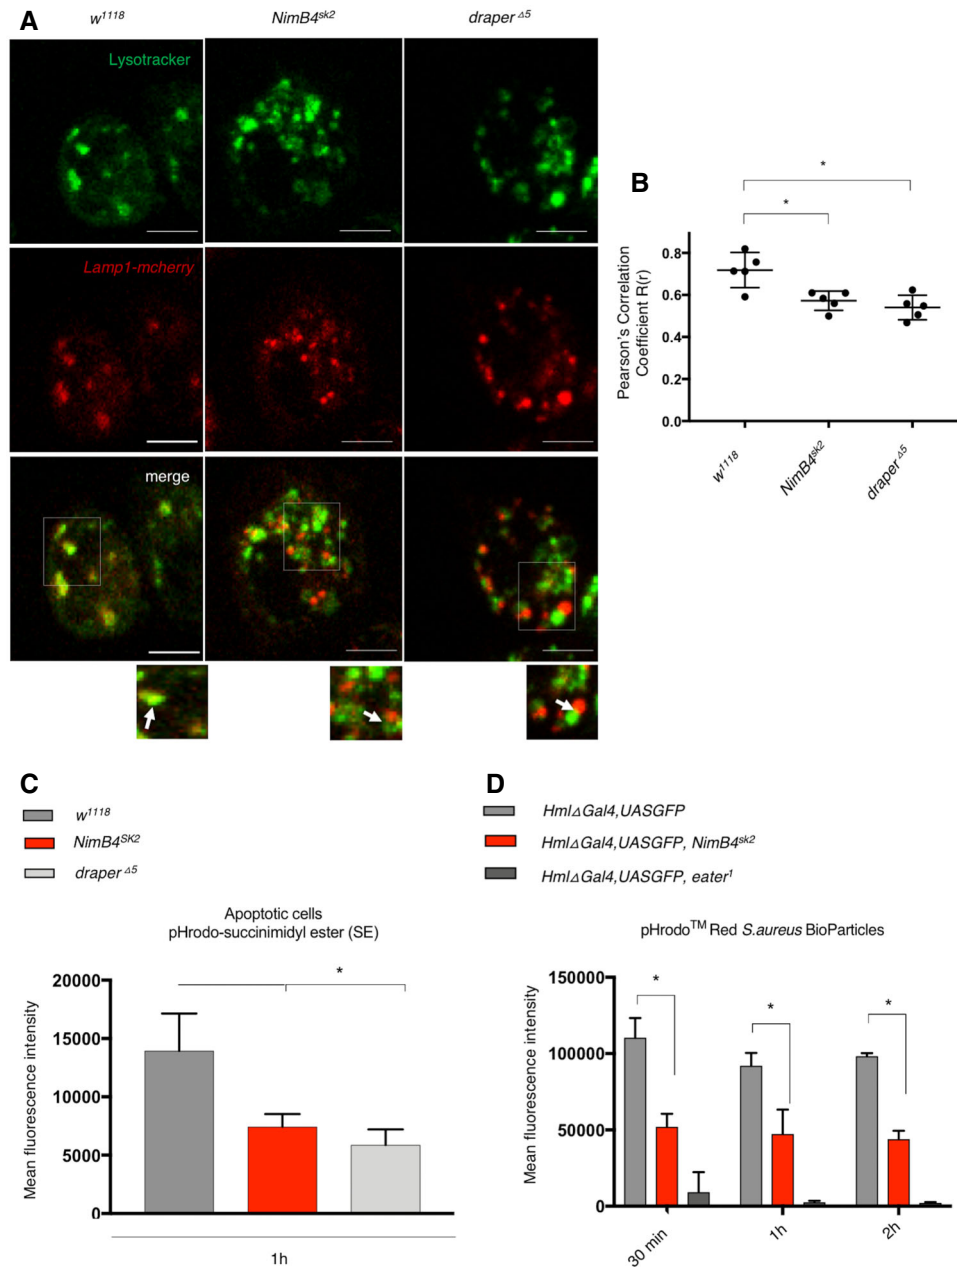 A
w1118
NimB4sk2
draper Δ5
Lysotracker
Lamp1-mcherry
merge
B
*
*
Pearson's Correlation
Coefficient R(r)
0.8
0.6
0.4
0.2
0.0
w1118
NimB4sk2
draper Δ5
C
w1118
NimB4SK2
draper Δ5
Apoptotic cells
pHrodo-succinimidyl ester (SE)
*
Mean fluorescence intensity
20000
15000
10000
5000
0
1h
D
HmlΔGal4,UASGFP
HmlΔGal4,UASGFP, NimB4sk2
HmlΔGal4,UASGFP, eater1
pHrodoTM Red S.aureus BioParticles
Mean fluorescence intensity
150000
100000
50000
0
*
*
*
30 min
1h
2h